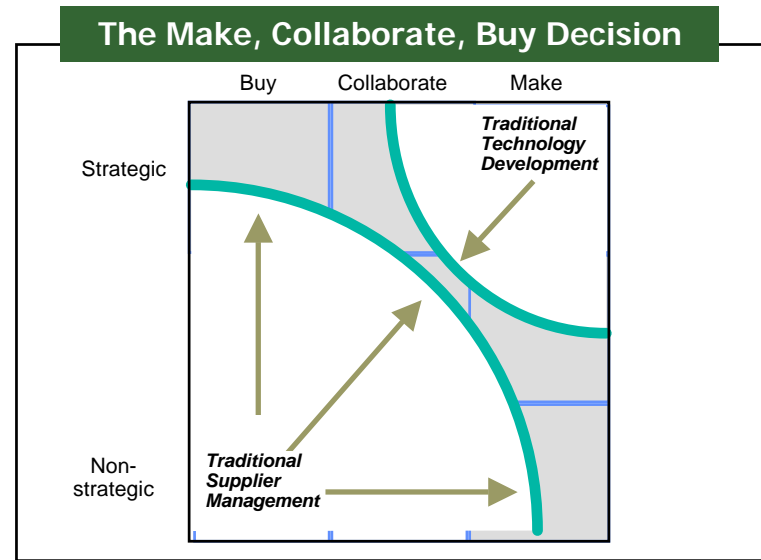 The Make, Collaborate, Buy Decision
Buy Collaborate Make
Traditional
Technology
Development
Strategic
Non-
strategic
Traditional
Supplier
Management